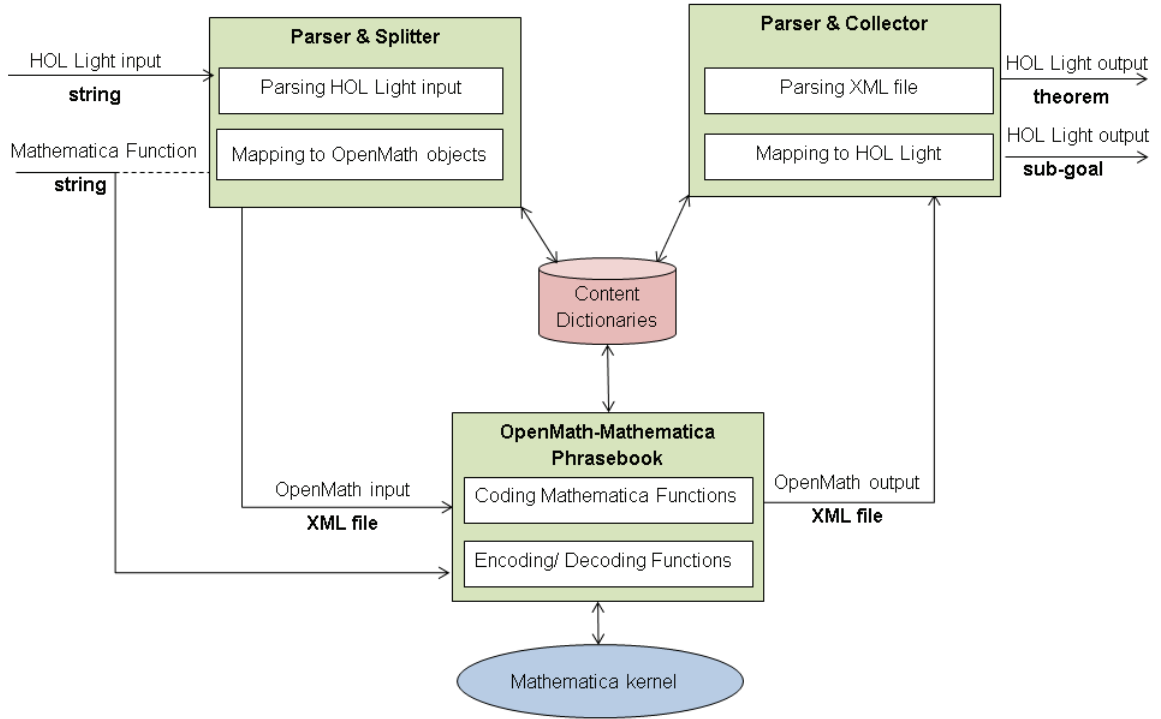 Parser & Splitter
Parsing HOL Light input
Mapping to OpenMath objects
HOL Light input
string
Mathematica Function
string
Parser & Collector
Parsing XML file
Mapping to HOL Light
HOL Light output
theorem
HOL Light output
sub-goal
Content
Dictionaries
OpenMath-Mathematica
Phrasebook
Coding Mathematica Functions
Encoding/ Decoding Functions
OpenMath input
XML file
OpenMath output
XML file
Mathematica kernel